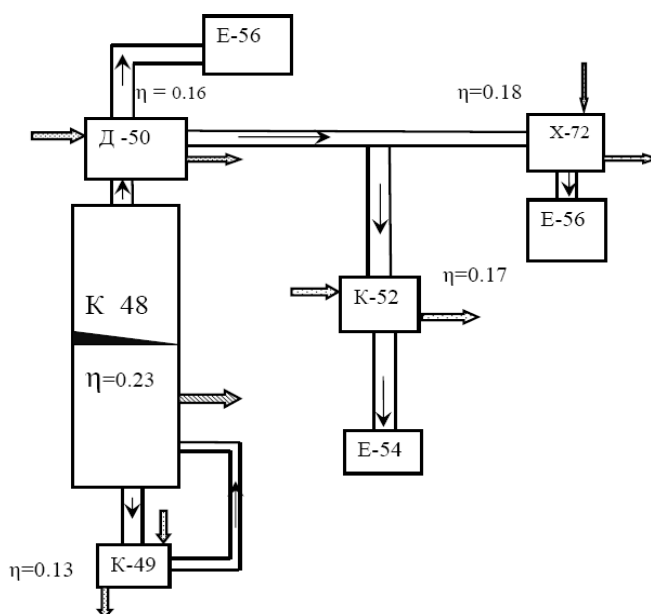 Е-56
η = 0.16
η=0.18
Д -50
Х-72
Е-56
η=0.17
К-52
К 48
η=0.23
Е-54
К-49
η=0.13